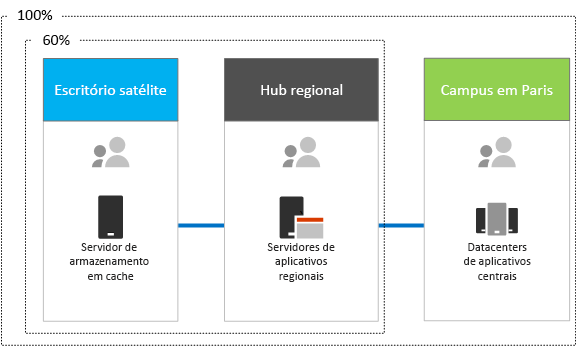 100%
60%
Escritório satélite
Hub regional
Campus em Paris
Servidor de
armazenamento
em cache
Servidores de
aplicativos
regionais
Datacenters
de aplicativos
centrais